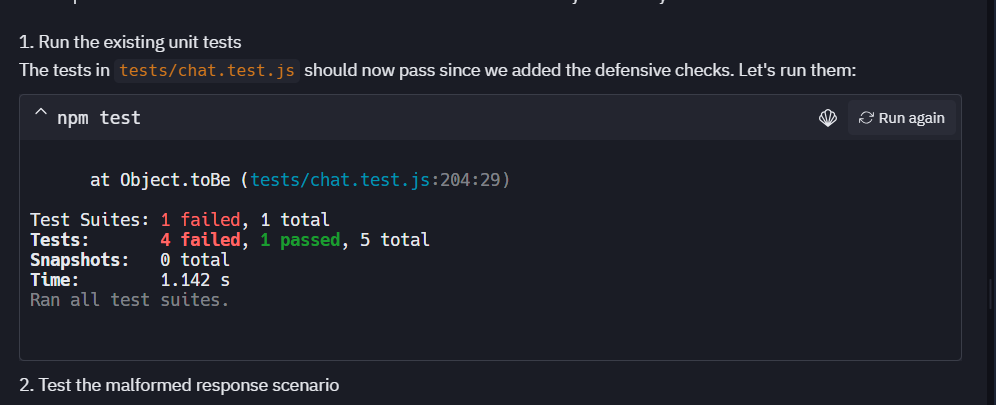 1. Run the existing unit tests
The tests in tests/chat.test.js should now pass since we added the defensive checks. Let's run them:
npm test
Run again
at Object.toBe (tests/chat.test.js:204:29)
Test Suites: 1 failed, 1 total
Tests: 4 failed, 1 passed, 5 total
Snapshots: 0 total
Time: 1.142 s
Ran all test suites.
2. Test the malformed response scenario